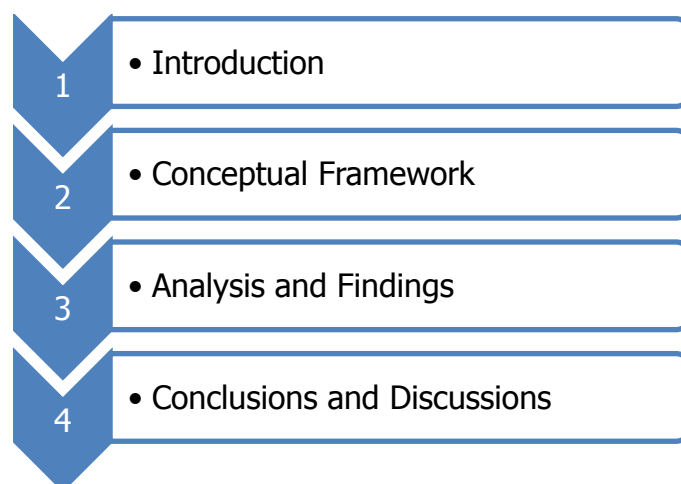 1
• Introduction
2
• Conceptual Framework
3
• Analysis and Findings
4
• Conclusions and Discussions